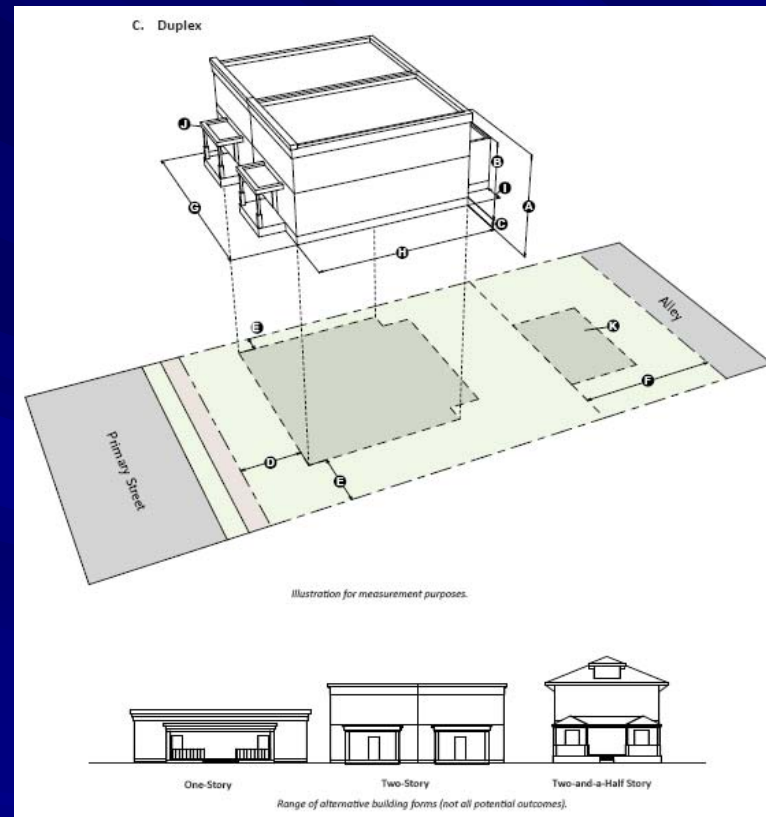 C. Duplex
J
B
I
A
C
G
H
E
Alley
K
F
Primary Street
D
E
Illustration for measurement purposes.
One-Story
Two-Story
Two-and-a-Half Story
Range of alternative building forms (not all potential outcomes).